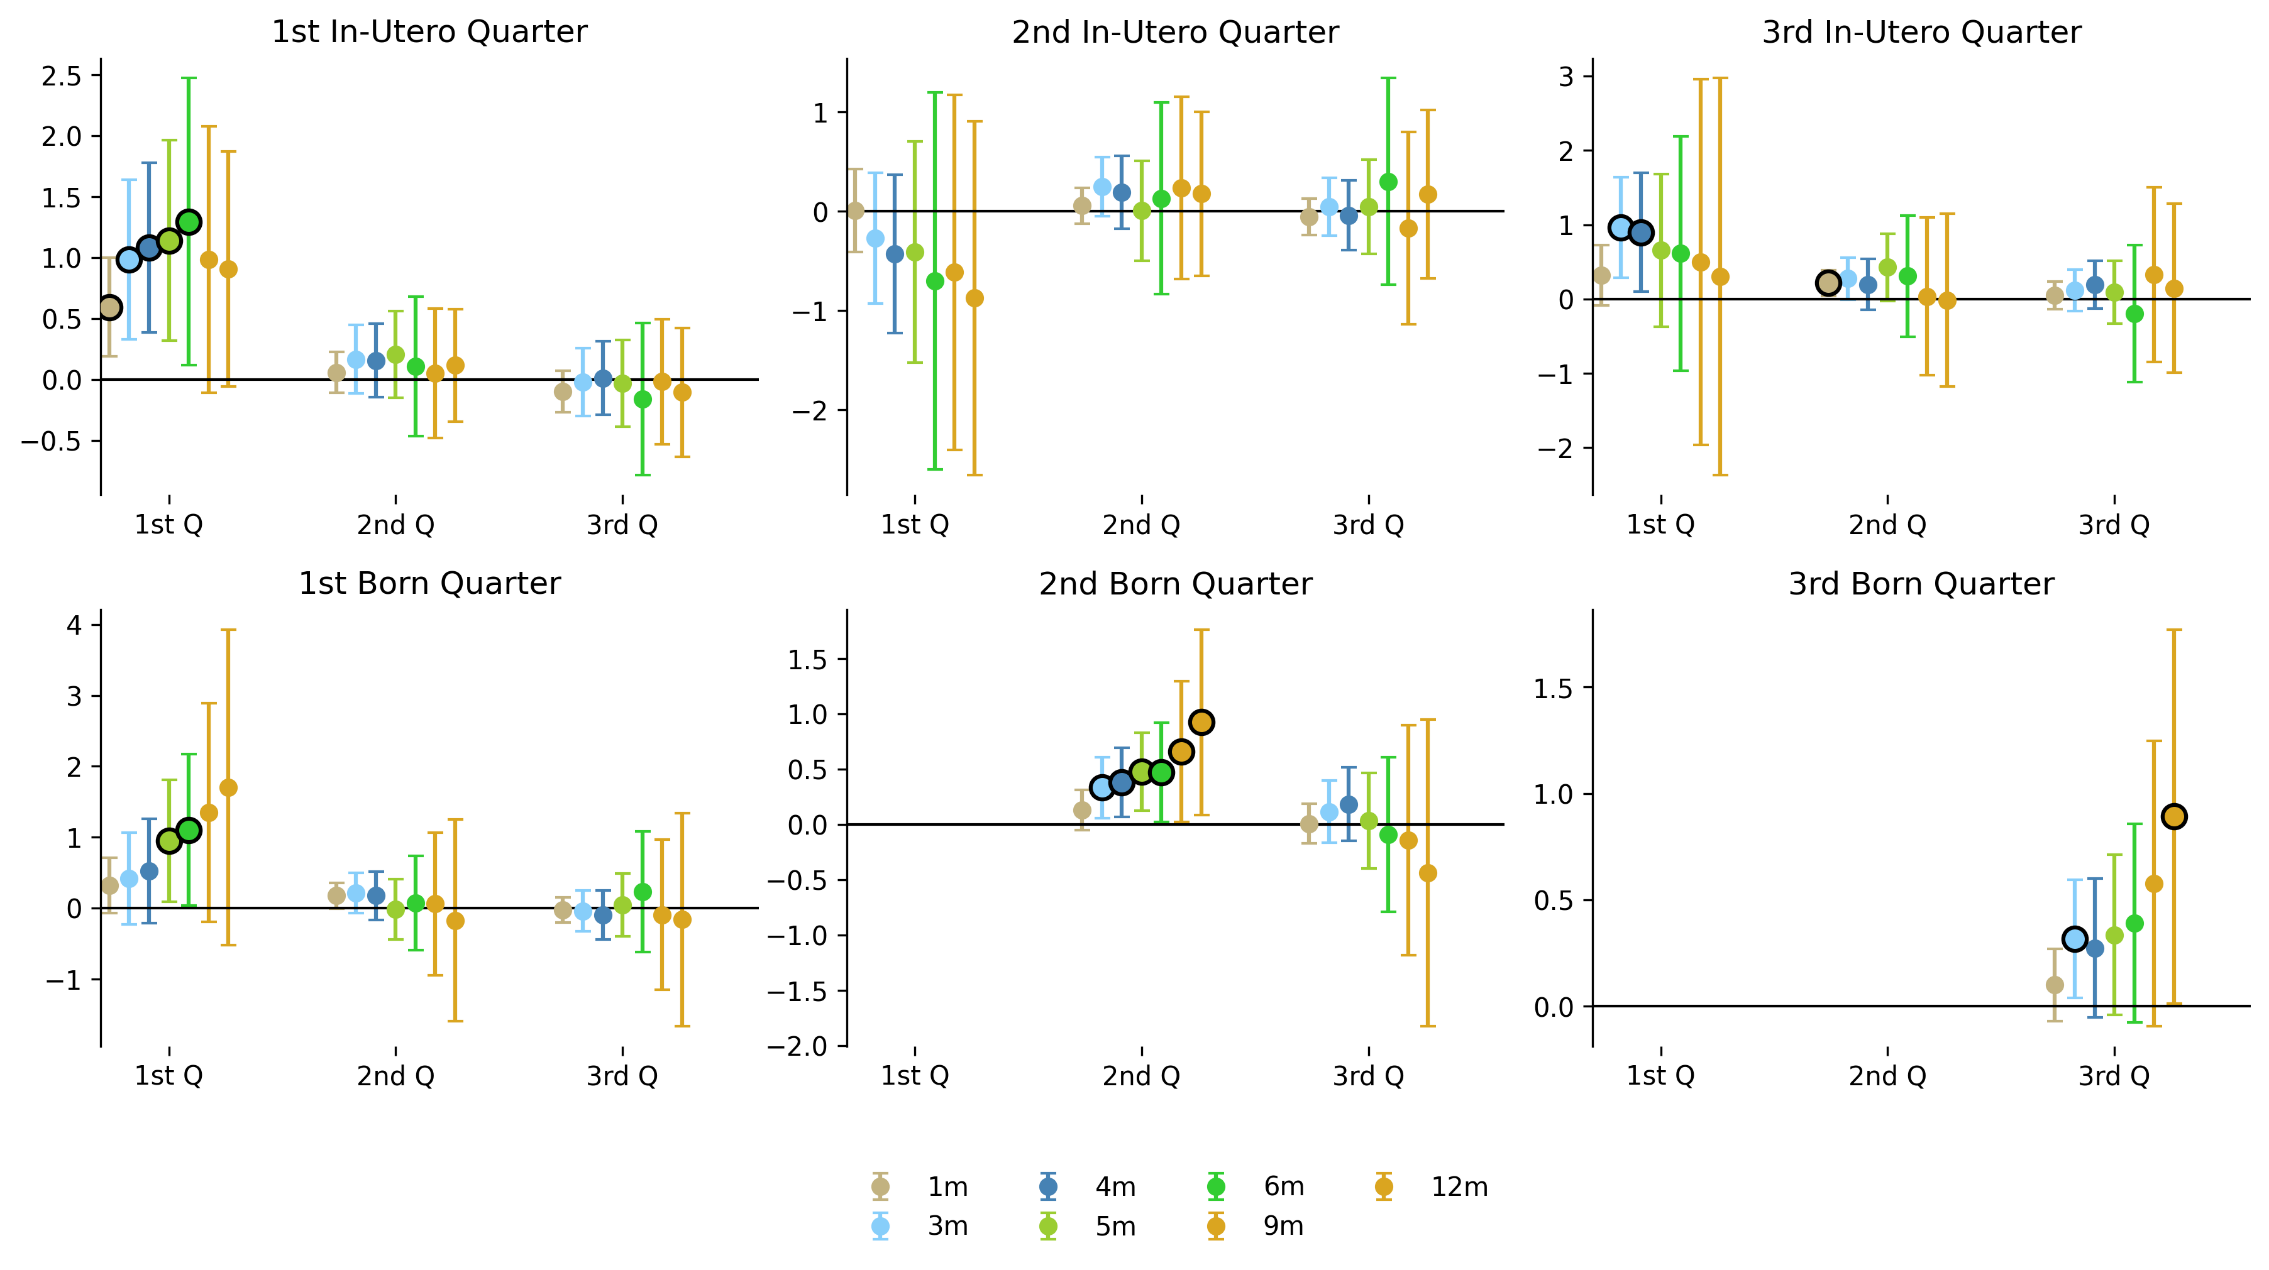 1st In-Utero Quarter
2.5
2.0
1.5
1.0
0.5
0.0
−0.5
1st Q 2nd Q 3rd Q
2nd In-Utero Quarter
1
0
−1
−2
1st Q 2nd Q 3rd Q
3rd In-Utero Quarter
3
2
1
0
−1
−2
1st Q 2nd Q 3rd Q
1st Born Quarter
4
3
2
1
0
−1
1st Q 2nd Q 3rd Q
2nd Born Quarter
1.5
1.0
0.5
0.0
−0.5
−1.0
−1.5
−2.0
1st Q 2nd Q 3rd Q
3rd Born Quarter
1.5
1.0
0.5
0.0
1st Q 2nd Q 3rd Q
1m 4m 6m 12m
3m 5m 9m